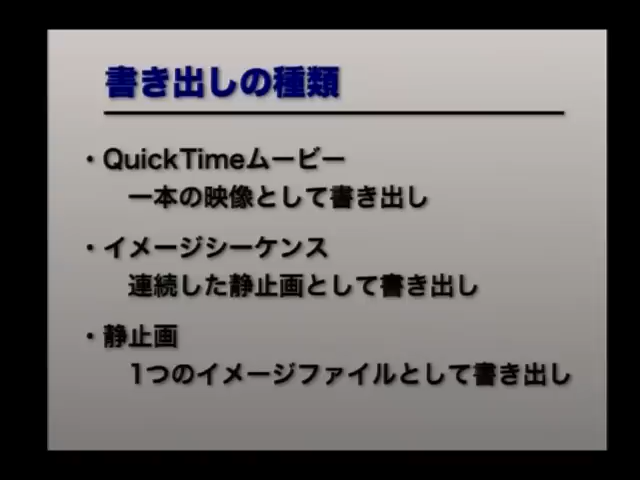 書き出しの種類
・QuickTimeムービー
一本の映像として書き出し
・イメージシーケンス
連続した静止画として書き出し
・静止画
1つのイメージファイルとして書き出し